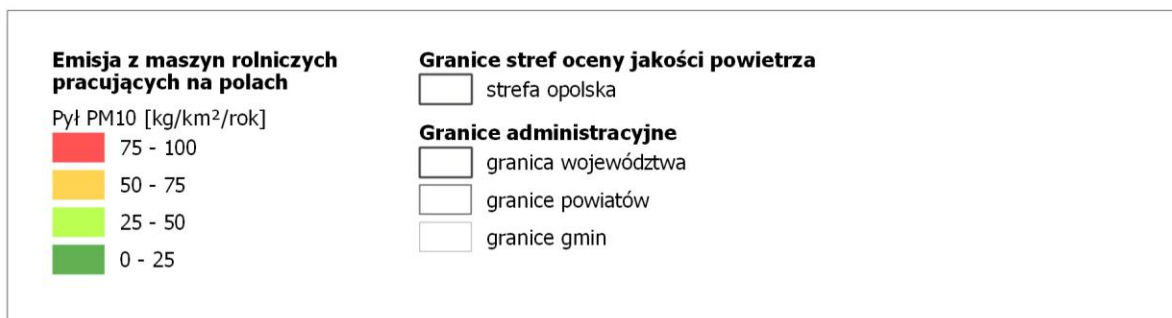 Emisja z maszyn rolniczych
pracujących na polach
Pył PM10 [kg/km²/rok]
75 - 100
50 - 75
25 - 50
0 - 25
Granice stref oceny jakości powietrza
strefa opolska
Granice administracyjne
granica województwa
granice powiatów
granice gmin